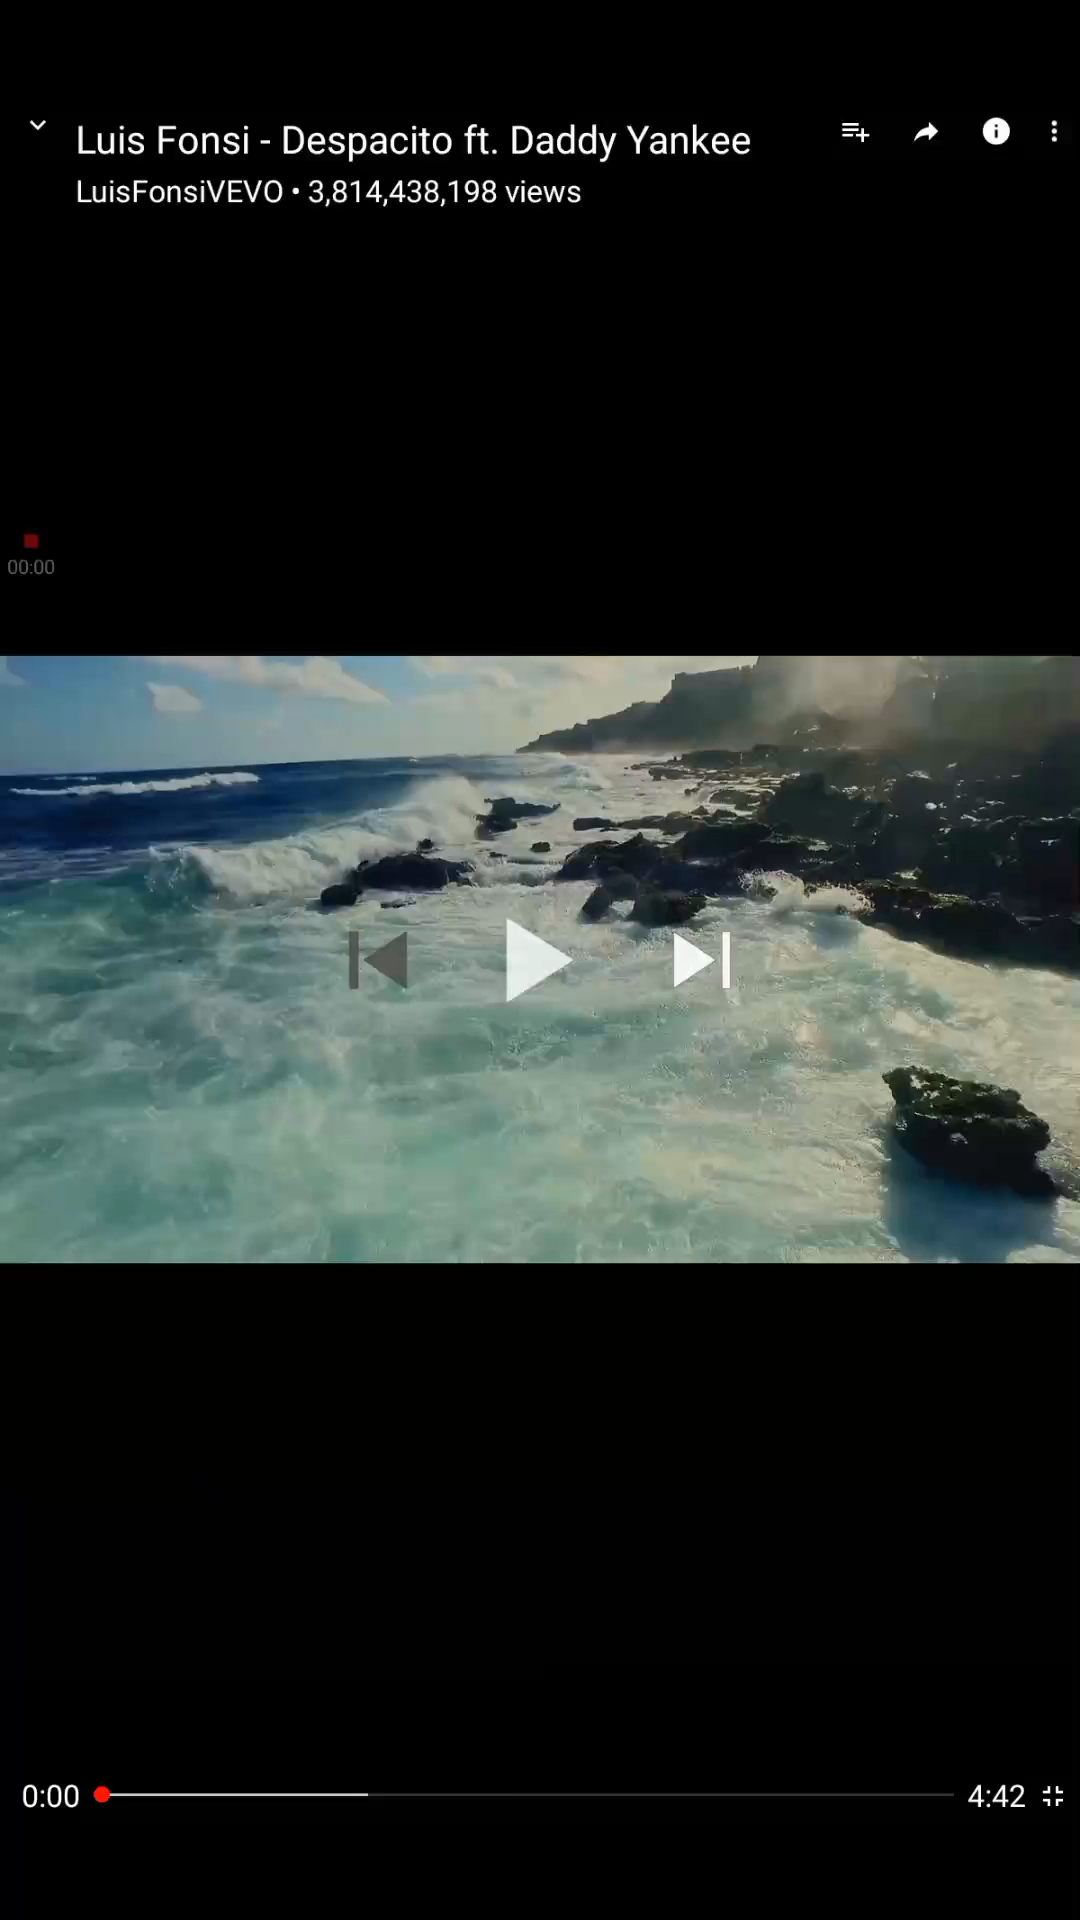 Luis Fonsi - Despacito ft. Daddy Yankee
LuisFonsiVEVO • 3,814,438,198 views
00:00
0:00
4:42